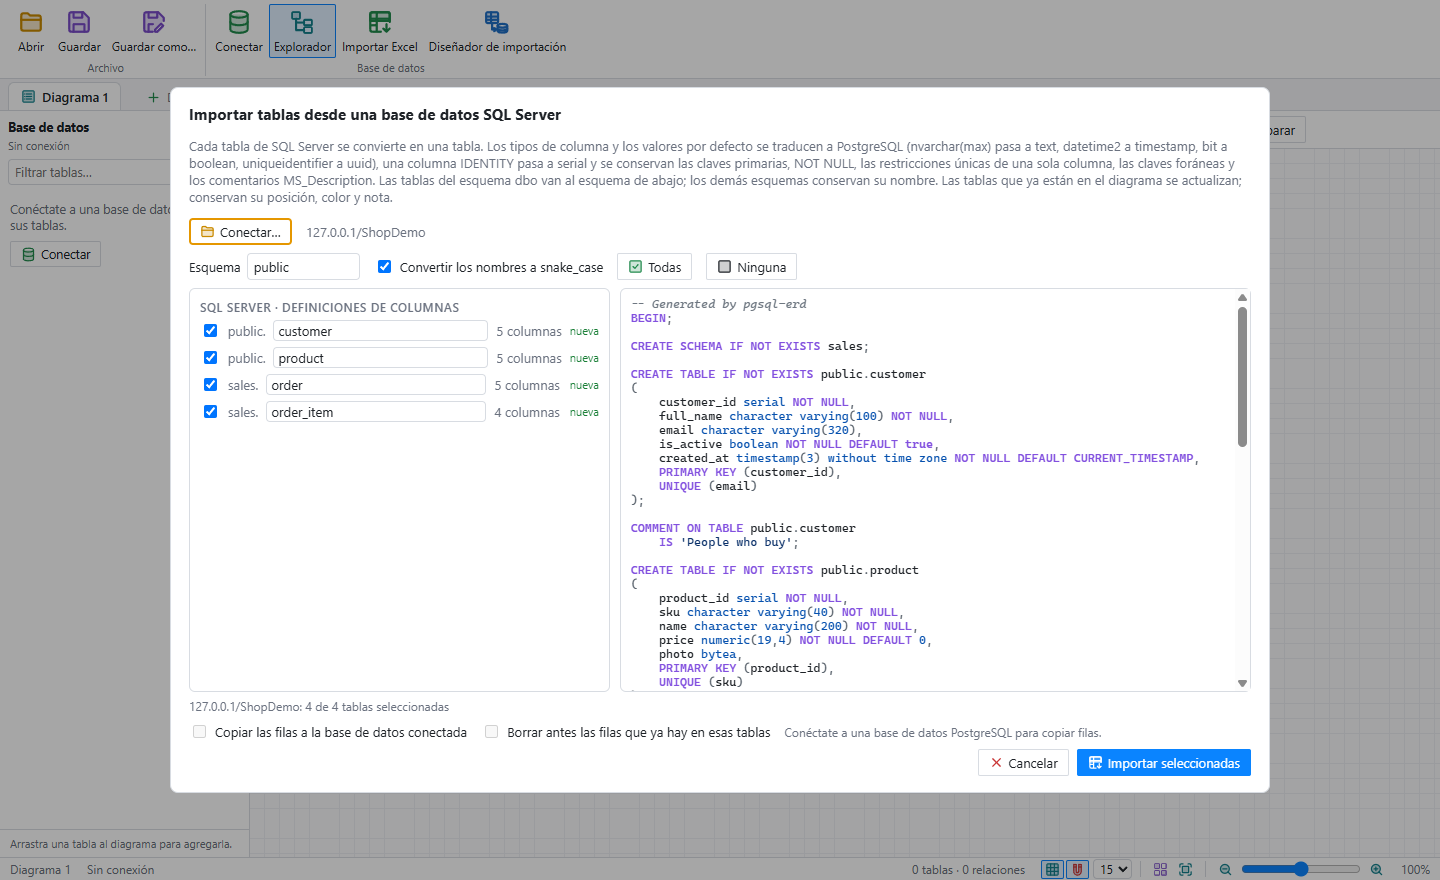 Abrir
Guardar
Guardar como...
Archivo
Conectar
Explorador
Importar Excel
Diseñador de importación
Base de datos
Diagrama 1
Base de datos
Sin conexión
Filtrar tablas...
Conéctate a una base de dato
sus tablas.
Conectar
parar
Importar tablas desde una base de datos SQL Server
Cada tabla de SQL Server se convierte en una tabla. Los tipos de columna y los valores por defecto se traducen a PostgreSQL (nvarchar(max) pasa a text, datetime2 a timestamp, bit a
boolean, uniqueidentifier a uuid), una columna IDENTITY pasa a serial y se conservan las claves primarias, NOT NULL, las restricciones únicas de una sola columna, las claves foráneas y
los comentarios MS_Description. Las tablas del esquema dbo van al esquema de abajo; los demás esquemas conservan su nombre. Las tablas que ya están en el diagrama se actualizan;
conservan su posición, color y nota.
Conectar... 127.0.0.1/ShopDemo
Esquema public Convertir los nombres a snake_case Todas Ninguna
SQL SERVER · DEFINICIONES DE COLUMNAS
public. customer 5 columnas nueva
public. product 5 columnas nueva
sales. order 5 columnas nueva
sales. order_item 4 columnas nueva
-- Generated by pgsql-erd
BEGIN;
CREATE SCHEMA IF NOT EXISTS sales;
CREATE TABLE IF NOT EXISTS public.customer
(
customer_id serial NOT NULL,
full_name character varying(100) NOT NULL,
email character varying(320),
is_active boolean NOT NULL DEFAULT true,
created_at timestamp(3) without time zone NOT NULL DEFAULT CURRENT_TIMESTAMP,
PRIMARY KEY (customer_id),
UNIQUE (email)
);
COMMENT ON TABLE public.customer
IS 'People who buy';
CREATE TABLE IF NOT EXISTS public.product
(
product_id serial NOT NULL,
sku character varying(40) NOT NULL,
name character varying(200) NOT NULL,
price numeric(19,4) NOT NULL DEFAULT 0,
photo bytea,
PRIMARY KEY (product_id),
UNIQUE (sku)
127.0.0.1/ShopDemo: 4 de 4 tablas seleccionadas
Copiar las filas a la base de datos conectada Borrar antes las filas que ya hay en esas tablas Conéctate a una base de datos PostgreSQL para copiar filas.
Cancelar Importar seleccionadas
Arrastra una tabla al diagrama para agregarla.
Diagrama 1 Sin conexión 0 tablas · 0 relaciones 15 100%